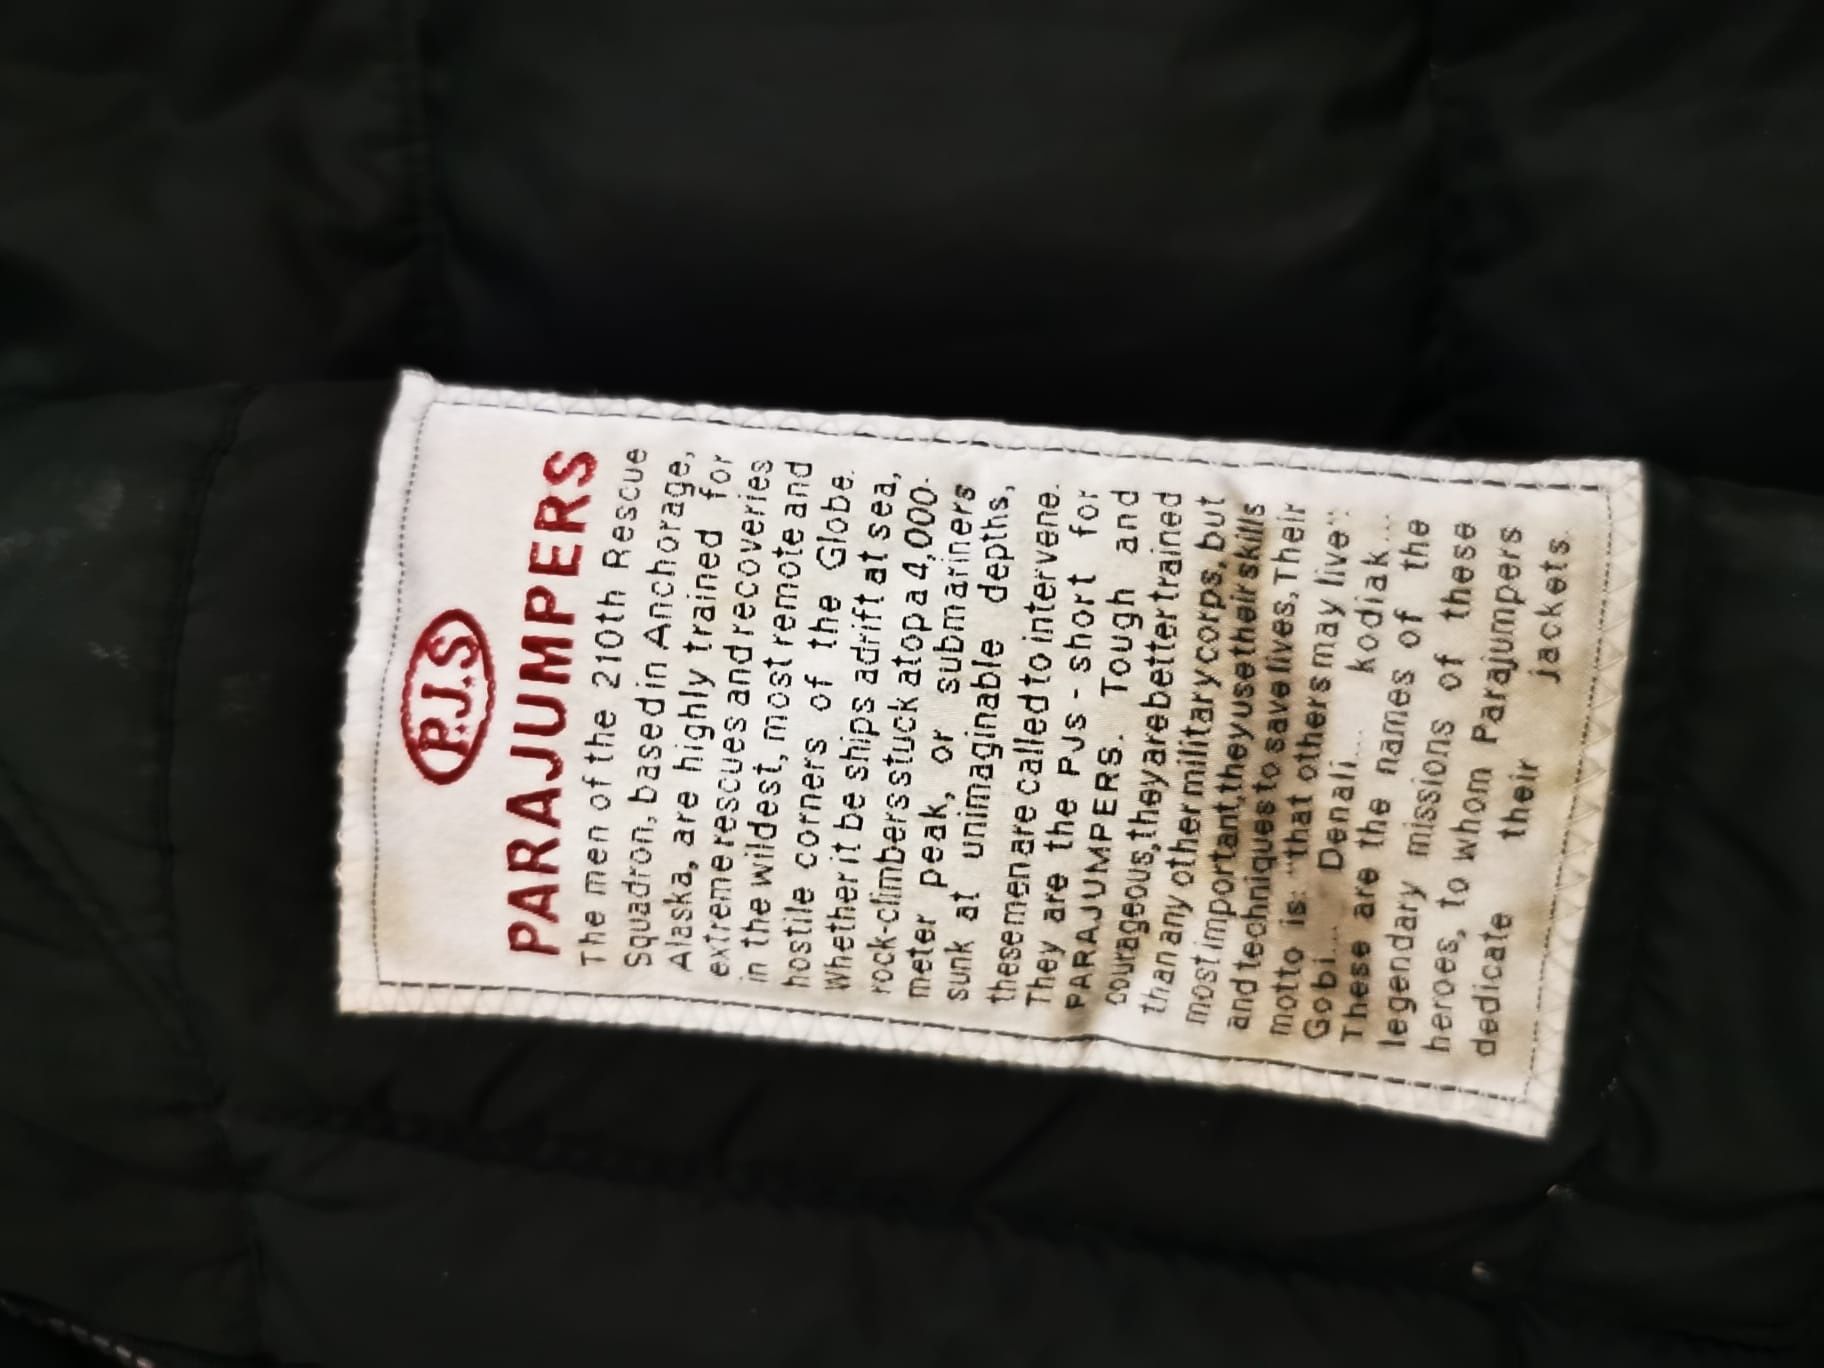 P.J.S
PARAJUMPERS
The men of the 210th Rescue
Squadron, based in Anchorage,
Alaska, are highly trained for
extreme rescues and recoveries
in the wildest, most remote and
hostile corners of the Globe.
Whether it be ships adrift at sea,
rock-climbers stuck atop a 4,000-
meter peak, or submariners
sunk at unimaginable depths,
these men are called to intervene.
They are the PJs - short for
PARAJUMPERS. Tough and
courageous, they are better trained
than any other military corps, but
most important, they use their skills
and techniques to save lives. Their
motto is: "that others may live":
Gobi... Denali... kodiak...
These are the names of the
legendary missions of these
heroes, to whom Parajumpers
dedicate their jackets.